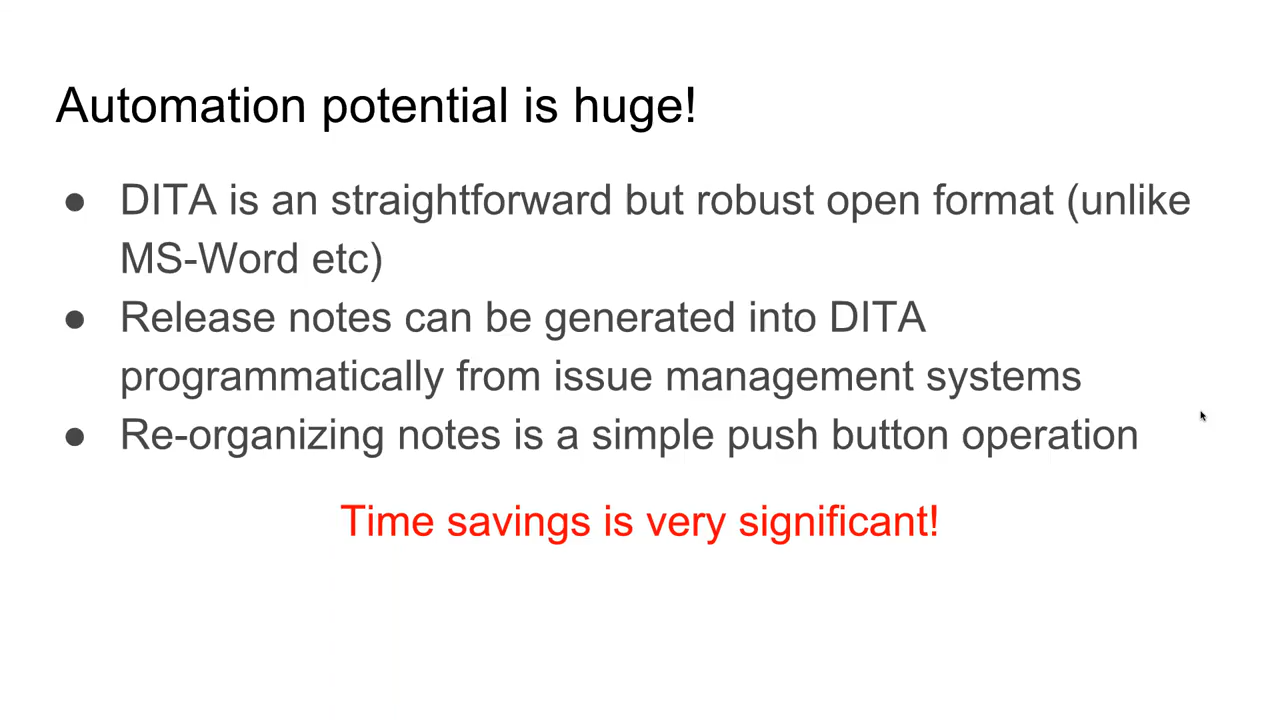 Automation potential is huge!
● DITA is an straightforward but robust open format (unlike
MS-Word etc)
● Release notes can be generated into DITA
programmatically from issue management systems
● Re-organizing notes is a simple push button operation
Time savings is very significant!